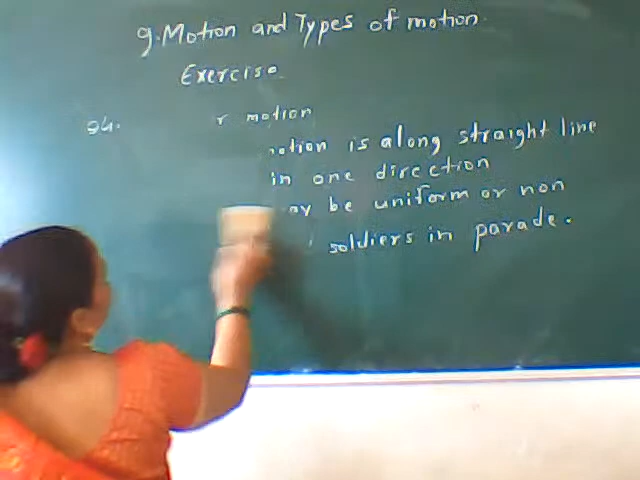 9. Motion and Types of motion
Exercise
Q4. r motion
notion is along straight line
in one direction
ay be uniform or non
soldiers in parade.